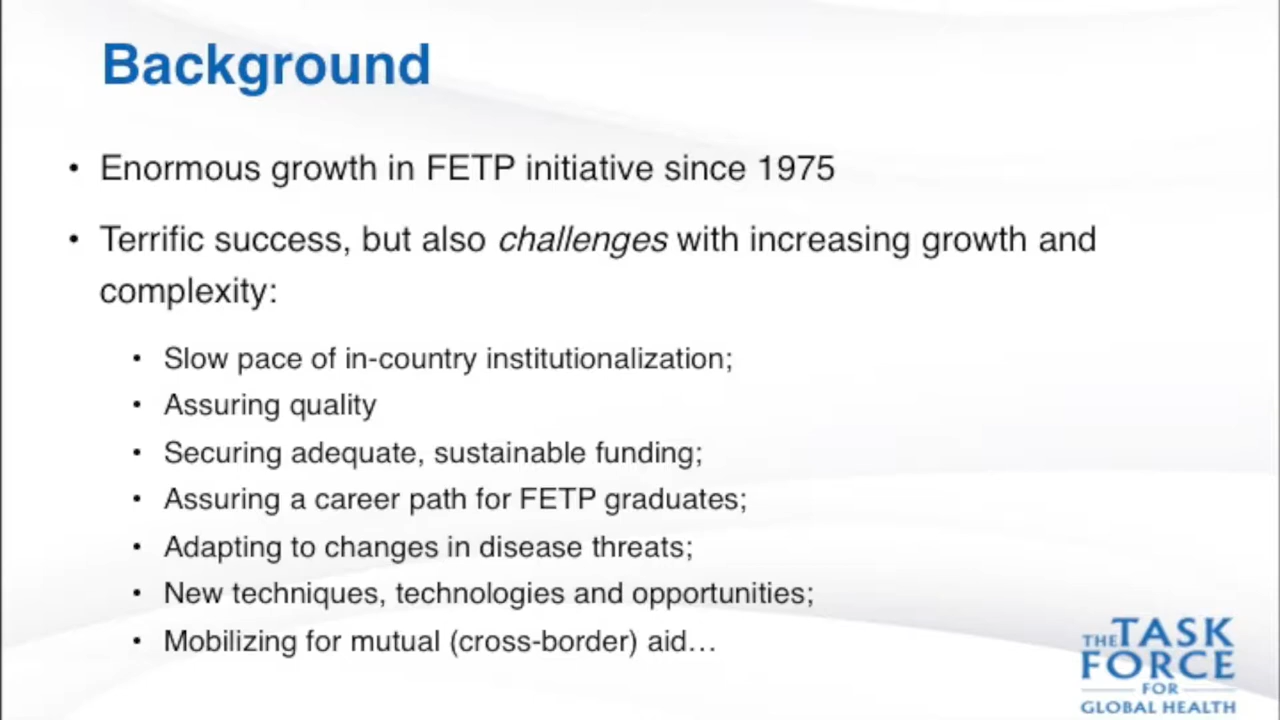 Background
• Enormous growth in FETP initiative since 1975
• Terrific success, but also challenges with increasing growth and
complexity:
• Slow pace of in-country institutionalization;
• Assuring quality
• Securing adequate, sustainable funding;
• Assuring a career path for FETP graduates;
• Adapting to changes in disease threats;
• New techniques, technologies and opportunities;
• Mobilizing for mutual (cross-border) aid…
THE TASK
FORCE
FOR
GLOBAL HEALTH